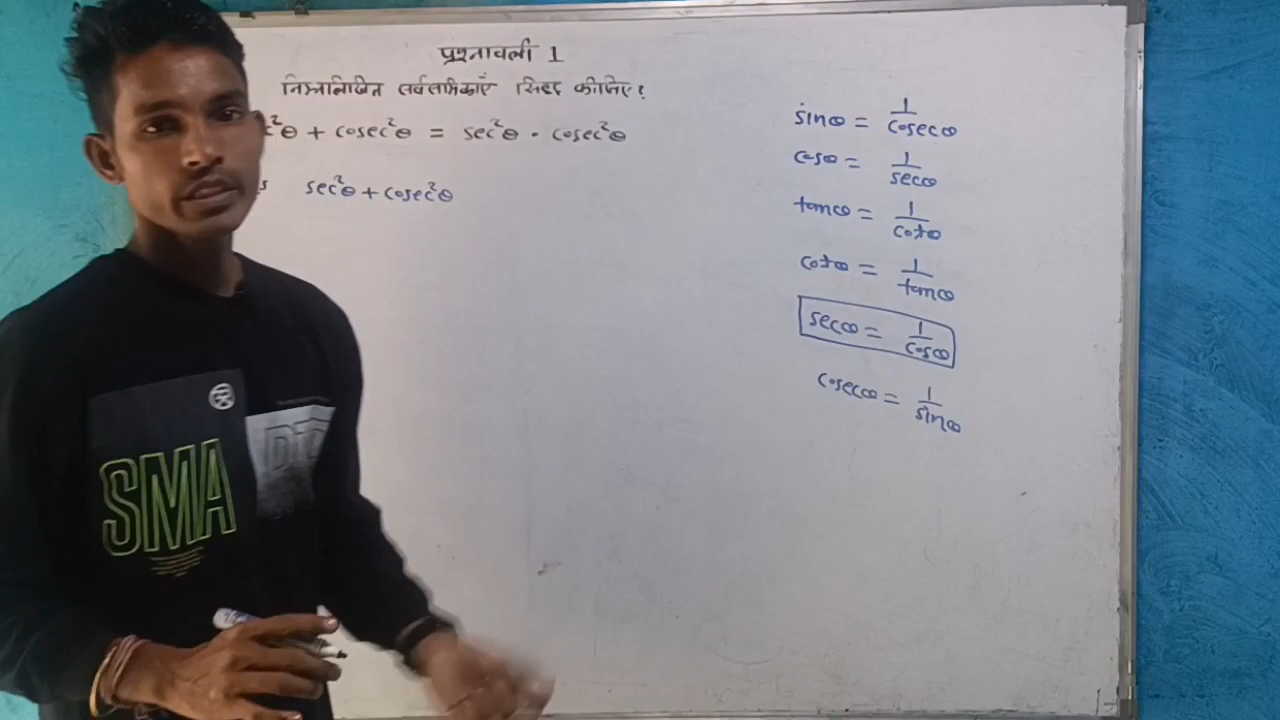 प्रश्नावली 1
निम्नलिखित सर्वसमिकाएँ सिद्ध कीजिए।
c²θ + cosec²θ = sec²θ · cosec²θ
sec²θ + cosec²θ
sinθ = 1/cosecθ
cosθ = 1/secθ
tanθ = 1/cotθ
cotθ = 1/tanθ
secθ = 1/cosθ
cosecθ = 1/sinθ
SMA